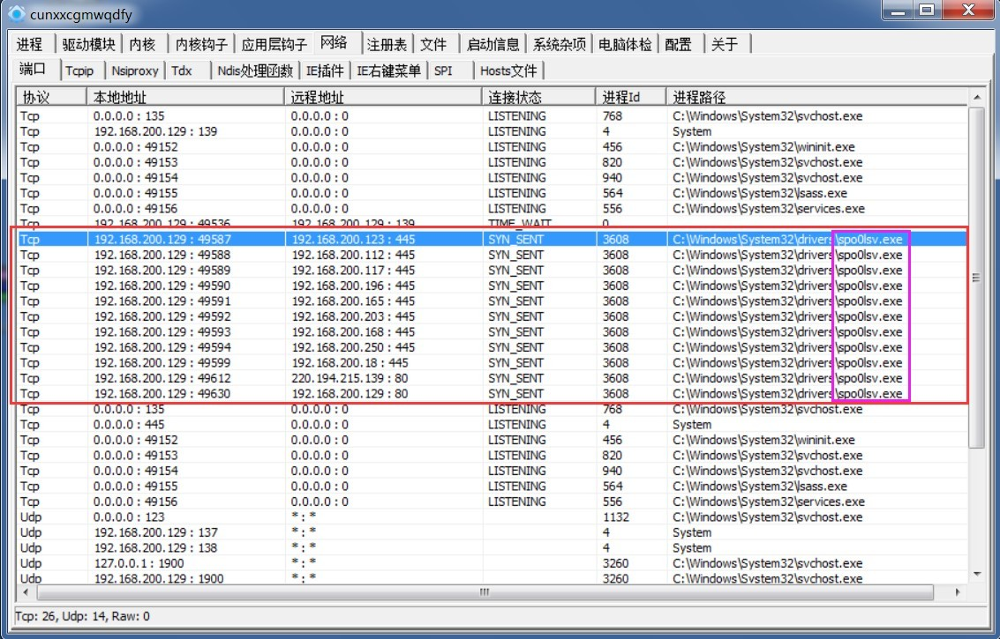 cunxxcgmwqdfy
进程 驱动模块 内核 内核钩子 应用层钩子 网络 注册表 文件 启动信息 系统杂项 电脑体检 配置 关于
端口 Tcpip Nsiproxy Tdx Ndis处理函数 IE插件 IE右键菜单 SPI Hosts文件
协议 本地地址 远程地址 连接状态 进程Id 进程路径
Tcp 0.0.0.0 : 135 0.0.0.0 : 0 LISTENING 768 C:\Windows\System32\svchost.exe
Tcp 192.168.200.129 : 139 0.0.0.0 : 0 LISTENING 4 System
Tcp 0.0.0.0 : 49152 0.0.0.0 : 0 LISTENING 456 C:\Windows\System32\wininit.exe
Tcp 0.0.0.0 : 49153 0.0.0.0 : 0 LISTENING 820 C:\Windows\System32\svchost.exe
Tcp 0.0.0.0 : 49154 0.0.0.0 : 0 LISTENING 940 C:\Windows\System32\svchost.exe
Tcp 0.0.0.0 : 49155 0.0.0.0 : 0 LISTENING 564 C:\Windows\System32\lsass.exe
Tcp 0.0.0.0 : 49156 0.0.0.0 : 0 LISTENING 556 C:\Windows\System32\services.exe
Tcp 192.168.200.129 : 49536 192.168.200.129 : 139 TIME_WAIT 0
Tcp 192.168.200.129 : 49587 192.168.200.123 : 445 SYN_SENT 3608 C:\Windows\System32\drivers\spo0lsv.exe
Tcp 192.168.200.129 : 49588 192.168.200.112 : 445 SYN_SENT 3608 C:\Windows\System32\drivers\spo0lsv.exe
Tcp 192.168.200.129 : 49589 192.168.200.117 : 445 SYN_SENT 3608 C:\Windows\System32\drivers\spo0lsv.exe
Tcp 192.168.200.129 : 49590 192.168.200.196 : 445 SYN_SENT 3608 C:\Windows\System32\drivers\spo0lsv.exe
Tcp 192.168.200.129 : 49591 192.168.200.165 : 445 SYN_SENT 3608 C:\Windows\System32\drivers\spo0lsv.exe
Tcp 192.168.200.129 : 49592 192.168.200.203 : 445 SYN_SENT 3608 C:\Windows\System32\drivers\spo0lsv.exe
Tcp 192.168.200.129 : 49593 192.168.200.168 : 445 SYN_SENT 3608 C:\Windows\System32\drivers\spo0lsv.exe
Tcp 192.168.200.129 : 49594 192.168.200.250 : 445 SYN_SENT 3608 C:\Windows\System32\drivers\spo0lsv.exe
Tcp 192.168.200.129 : 49599 192.168.200.18 : 445 SYN_SENT 3608 C:\Windows\System32\drivers\spo0lsv.exe
Tcp 192.168.200.129 : 49612 220.194.215.139 : 80 SYN_SENT 3608 C:\Windows\System32\drivers\spo0lsv.exe
Tcp 192.168.200.129 : 49630 192.168.200.129 : 80 SYN_SENT 3608 C:\Windows\System32\drivers\spo0lsv.exe
Tcp 0.0.0.0 : 135 0.0.0.0 : 0 LISTENING 768 C:\Windows\System32\svchost.exe
Tcp 0.0.0.0 : 445 0.0.0.0 : 0 LISTENING 4 System
Tcp 0.0.0.0 : 49152 0.0.0.0 : 0 LISTENING 456 C:\Windows\System32\wininit.exe
Tcp 0.0.0.0 : 49153 0.0.0.0 : 0 LISTENING 820 C:\Windows\System32\svchost.exe
Tcp 0.0.0.0 : 49154 0.0.0.0 : 0 LISTENING 940 C:\Windows\System32\svchost.exe
Tcp 0.0.0.0 : 49155 0.0.0.0 : 0 LISTENING 564 C:\Windows\System32\lsass.exe
Tcp 0.0.0.0 : 49156 0.0.0.0 : 0 LISTENING 556 C:\Windows\System32\services.exe
Udp 0.0.0.0 : 123 * : * 1132 C:\Windows\System32\svchost.exe
Udp 192.168.200.129 : 137 * : * 4 System
Udp 192.168.200.129 : 138 * : * 4 System
Udp 127.0.0.1 : 1900 * : * 3260 C:\Windows\System32\svchost.exe
Udp 192.168.200.129 : 1900 * : * 3260 C:\Windows\System32\svchost.exe
Tcp: 26, Udp: 14, Raw: 0